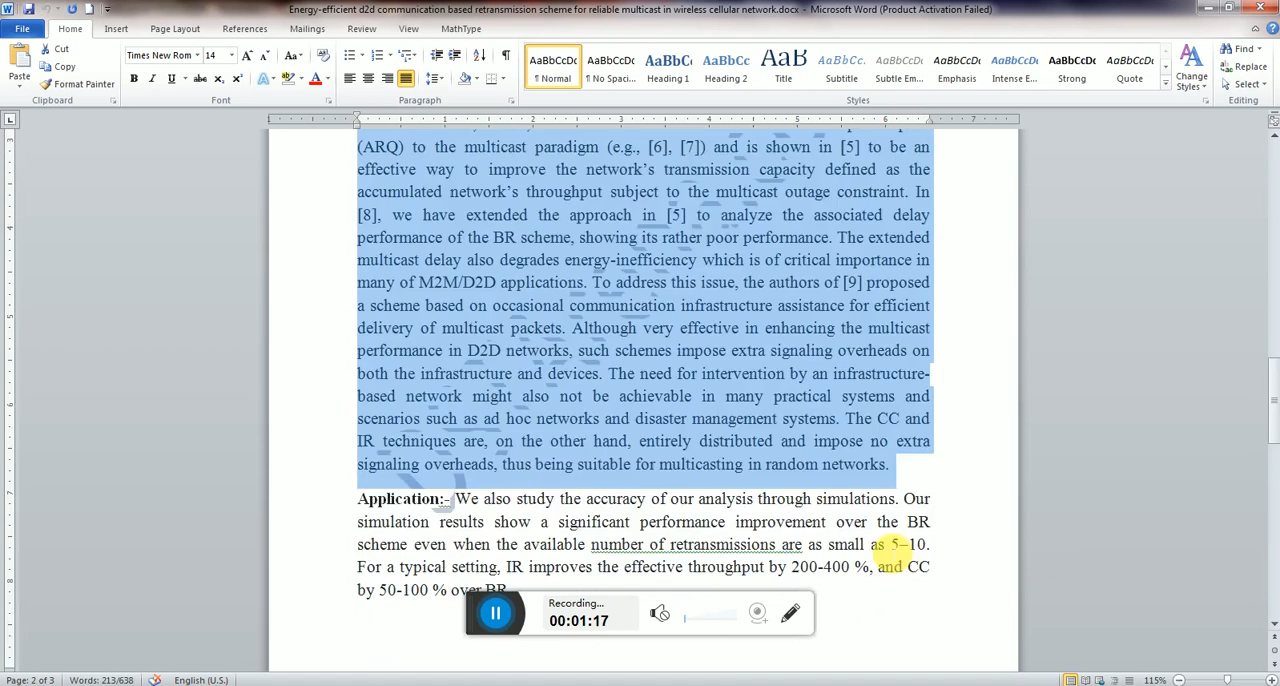 Energy-efficient d2d communication based retransmission scheme for reliable multicast in wireless cellular network.docx - Microsoft Word (Product Activation Failed)
File Home Insert Page Layout References Mailings Review View MathType
Paste Cut Copy Format Painter
Times New Rom 14
AaBbCcDc AaBbCcDc AaBbCc AaBbCc AaB AaBbCc. AaBbCcDc AaBbCcDc AaBbCcDc AaBbCcDc AaBbCcDc
¶ Normal ¶ No Spaci... Heading 1 Heading 2 Title Subtitle Subtle Em... Emphasis Intense E... Strong Quote
Change Styles
Find Replace Select
Clipboard Font Paragraph Styles Editing
1 1 2 3 4 5 6 7
(ARQ) to the multicast paradigm (e.g., [6], [7]) and is shown in [5] to be an
effective way to improve the network's transmission capacity defined as the
accumulated network's throughput subject to the multicast outage constraint. In
[8], we have extended the approach in [5] to analyze the associated delay
performance of the BR scheme, showing its rather poor performance. The extended
multicast delay also degrades energy-inefficiency which is of critical importance in
many of M2M/D2D applications. To address this issue, the authors of [9] proposed
a scheme based on occasional communication infrastructure assistance for efficient
delivery of multicast packets. Although very effective in enhancing the multicast
performance in D2D networks, such schemes impose extra signaling overheads on
both the infrastructure and devices. The need for intervention by an infrastructure-
based network might also not be achievable in many practical systems and
scenarios such as ad hoc networks and disaster management systems. The CC and
IR techniques are, on the other hand, entirely distributed and impose no extra
signaling overheads, thus being suitable for multicasting in random networks.
Application:- We also study the accuracy of our analysis through simulations. Our
simulation results show a significant performance improvement over the BR
scheme even when the available number of retransmissions are as small as 5–10.
For a typical setting, IR improves the effective throughput by 200-400 %, and CC
by 50-100 % over BR.
Recording...
00:01:17
Page: 2 of 3 Words: 213/638 English (U.S.) 115%